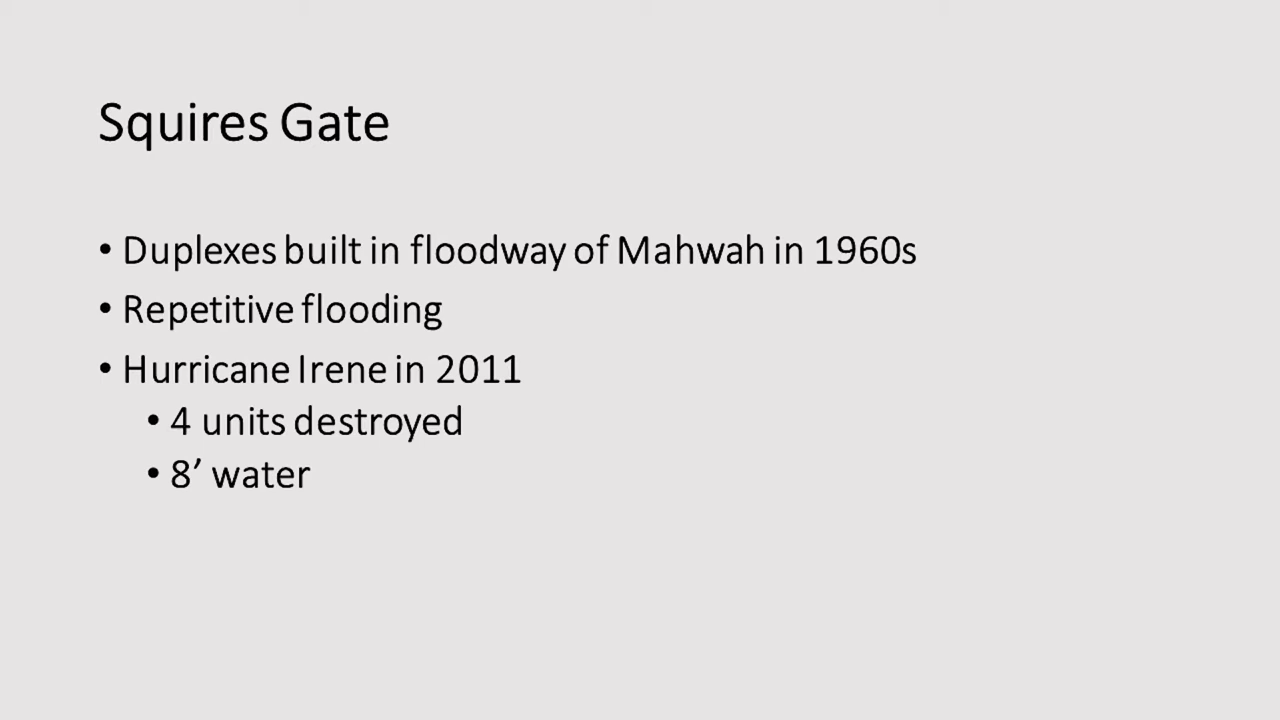 Squires Gate
• Duplexes built in floodway of Mahwah in 1960s
• Repetitive flooding
• Hurricane Irene in 2011
• 4 units destroyed
• 8’ water